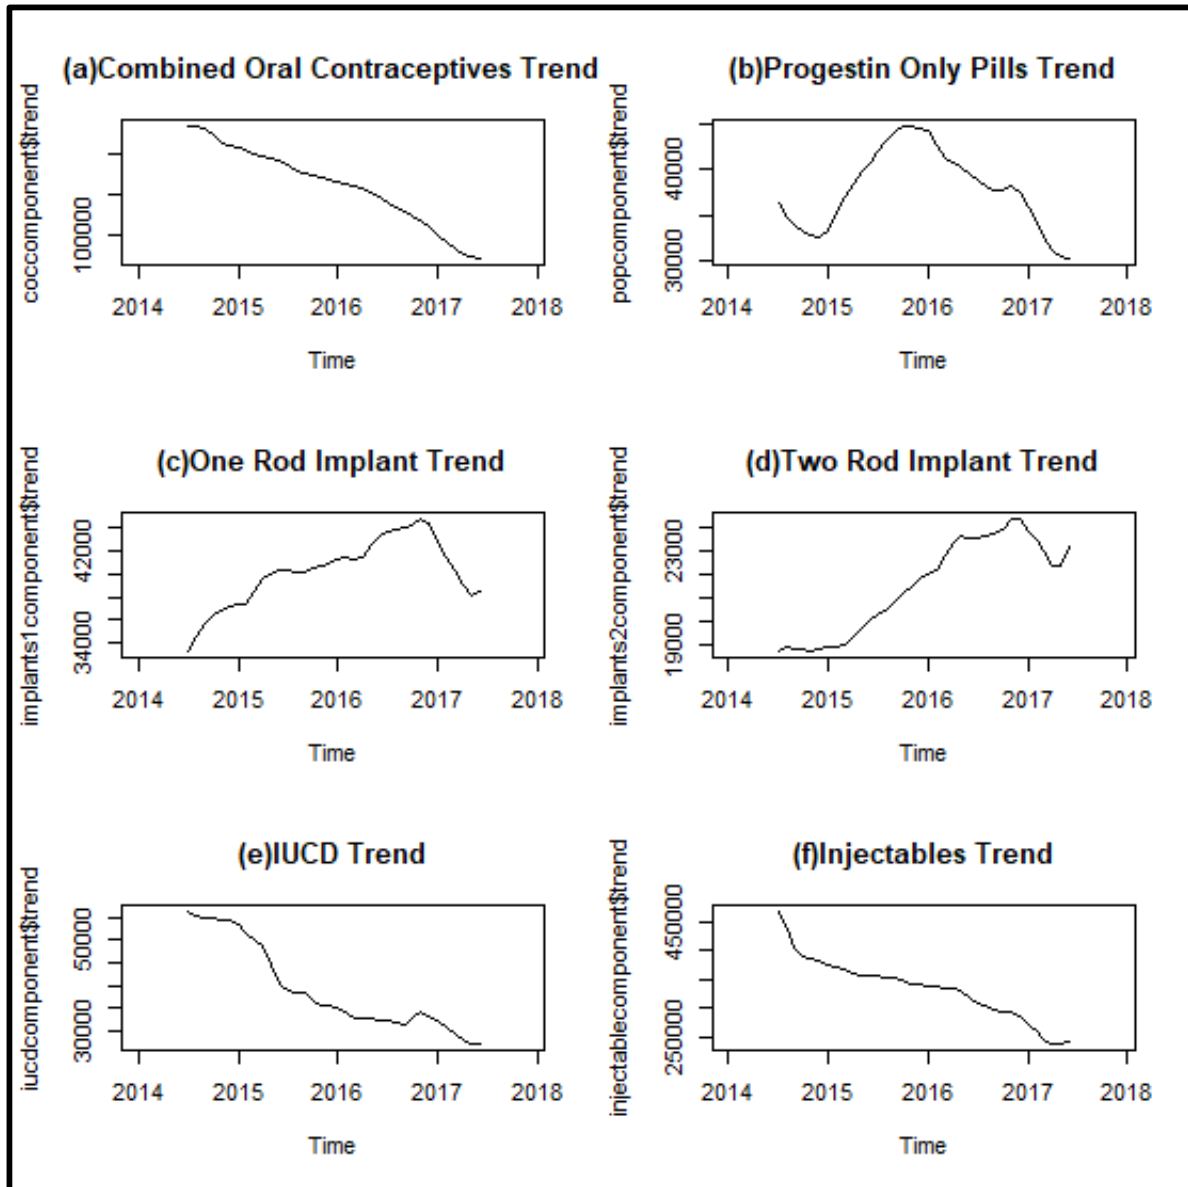 (a)Combined Oral Contraceptives Trend
coccomponent$trend
100000
2014 2015 2016 2017 2018
Time
(b)Progestin Only Pills Trend
popcomponent$trend
40000
30000
2014 2015 2016 2017 2018
Time
(c)One Rod Implant Trend
implants1component$trend
42000
34000
2014 2015 2016 2017 2018
Time
(d)Two Rod Implant Trend
implants2component$trend
23000
19000
2014 2015 2016 2017 2018
Time
(e)IUCD Trend
iucdcomponent$trend
50000
30000
2014 2015 2016 2017 2018
Time
(f)Injectables Trend
injectablecomponent$trend
450000
250000
2014 2015 2016 2017 2018
Time